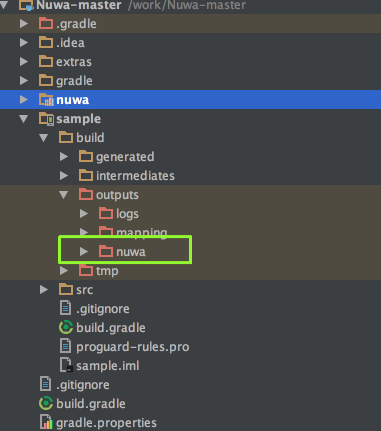 Nuwa-master /work/Nuwa-master
.gradle
.idea
extras
gradle
nuwa
sample
build
generated
intermediates
outputs
logs
mapping
nuwa
tmp
src
.gitignore
build.gradle
proguard-rules.pro
sample.iml
.gitignore
build.gradle
gradle.properties